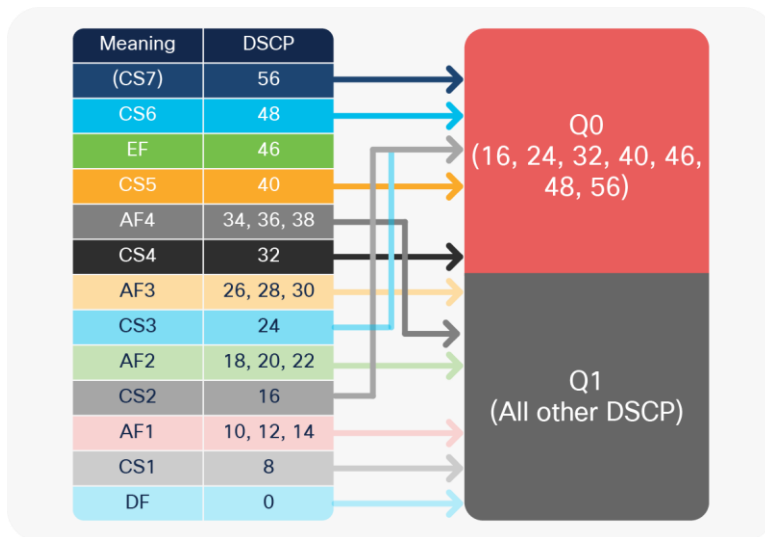 Meaning DSCP
(CS7) 56
CS6 48
EF 46
CS5 40
AF4 34, 36, 38
CS4 32
AF3 26, 28, 30
CS3 24
AF2 18, 20, 22
CS2 16
AF1 10, 12, 14
CS1 8
DF 0
Q0
(16, 24, 32, 40, 46,
48, 56)
Q1
(All other DSCP)